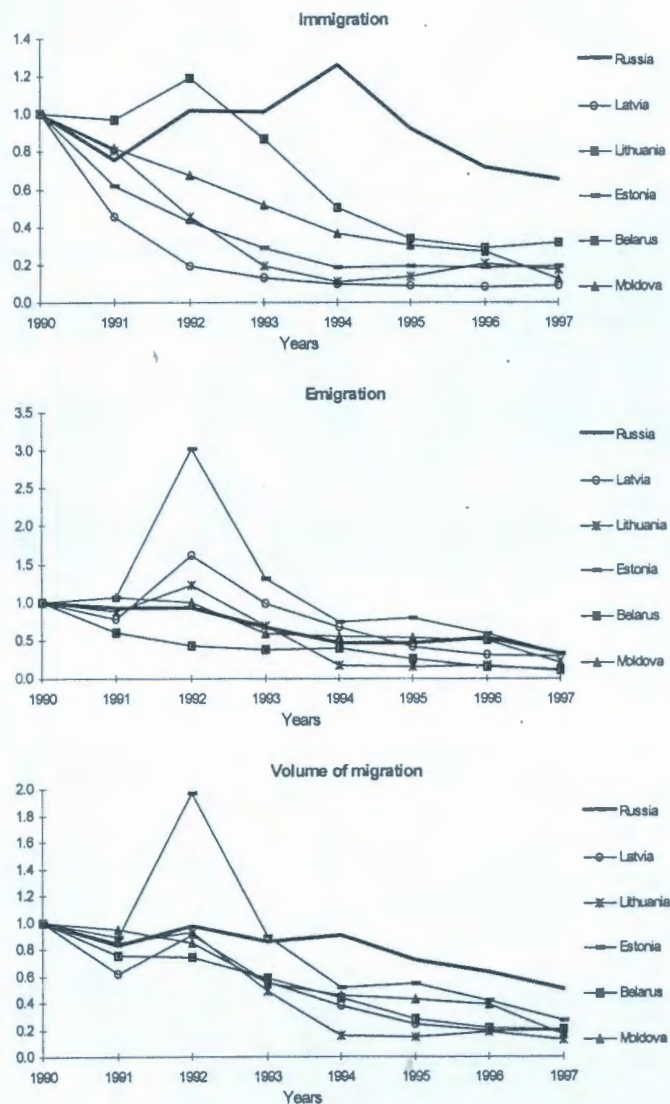 Immigration
1.4
1.2
1.0
0.8
0.6
0.4
0.2
0.0
1990 1991 1992 1993 1994 1995 1996 1997
Years
Russia
Latvia
Lithuania
Estonia
Belarus
Moldova
Emigration
3.5
3.0
2.5
2.0
1.5
1.0
0.5
0.0
1990 1991 1992 1993 1994 1995 1996 1997
Years
Russia
Latvia
Lithuania
Estonia
Belarus
Moldova
Volume of migration
2.0
1.8
1.6
1.4
1.2
1.0
0.8
0.6
0.4
0.2
0.0
1990 1991 1992 1993 1994 1995 1996 1997
Years
Russia
Latvia
Lithuania
Estonia
Belarus
Moldova